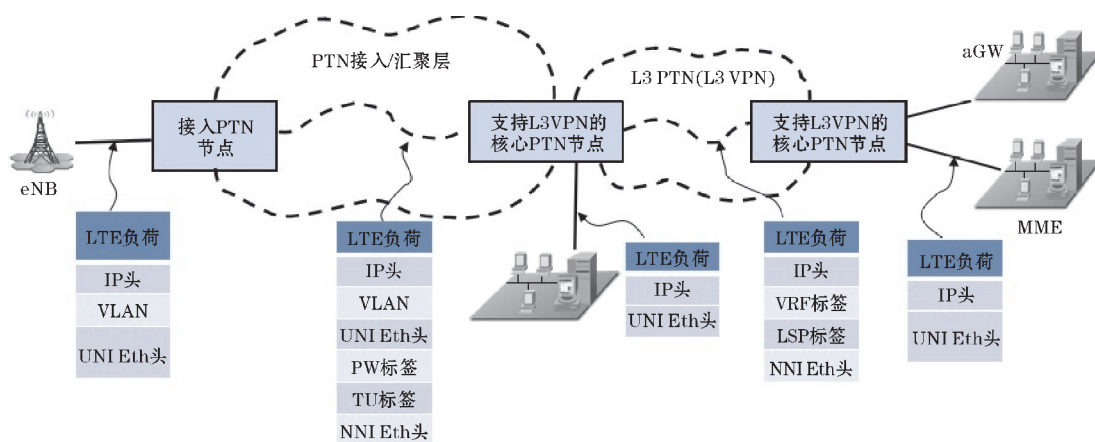 PTN接入/汇聚层
L3 PTN(L3 VPN)
aGW
接入PTN
节点
支持L3VPN的
核心PTN节点
支持L3VPN的
核心PTN节点
eNB
MME
LTE负荷
IP头
VLAN
UNI Eth头
LTE负荷
IP头
VLAN
UNI Eth头
PW标签
TU标签
NNI Eth头
LTE负荷
IP头
UNI Eth头
LTE负荷
IP头
VRF标签
LSP标签
NNI Eth头
LTE负荷
IP头
UNI Eth头